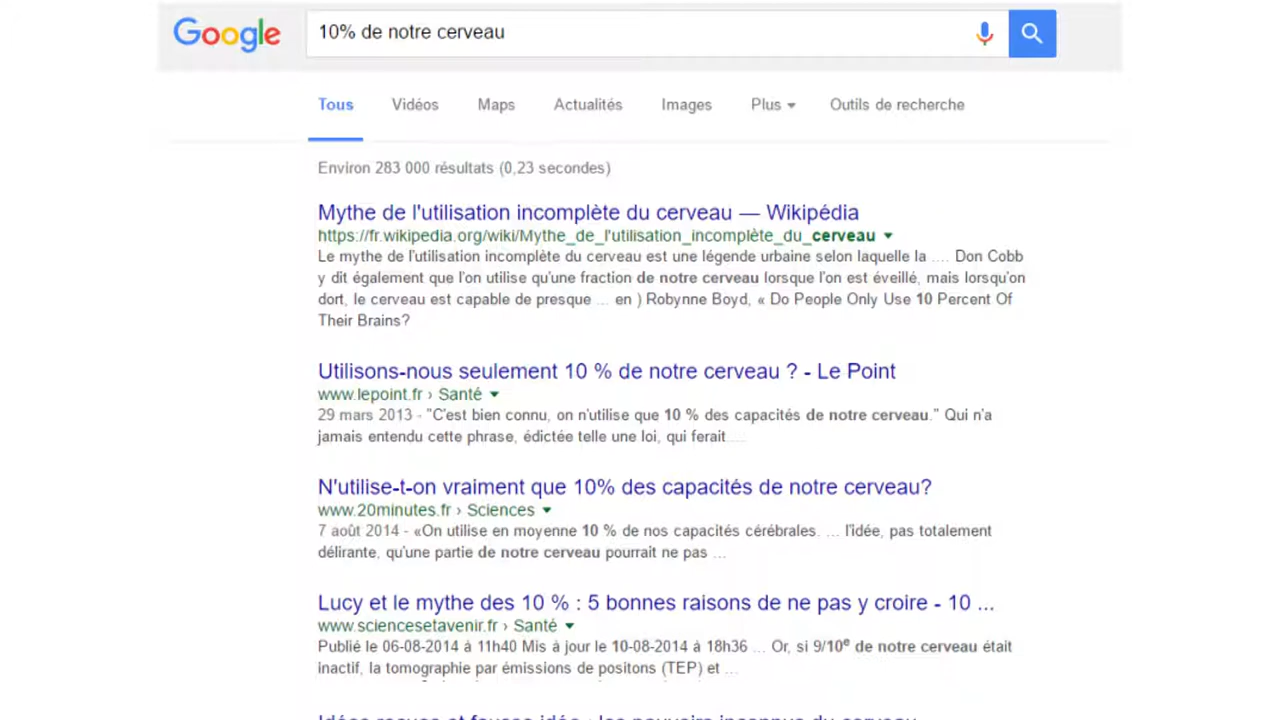 Google 10% de notre cerveau
Tous Vidéos Maps Actualités Images Plus Outils de recherche
Environ 283 000 résultats (0,23 secondes)
Mythe de l'utilisation incomplète du cerveau — Wikipédia
https://fr.wikipedia.org/wiki/Mythe_de_l'utilisation_incomplète_du_cerveau
Le mythe de l'utilisation incomplète du cerveau est une légende urbaine selon laquelle la .... Don Cobb
y dit également que l'on utilise qu'une fraction de notre cerveau lorsque l'on est éveillé, mais lorsqu'on
dort, le cerveau est capable de presque ... en ) Robynne Boyd, « Do People Only Use 10 Percent Of
Their Brains?
Utilisons-nous seulement 10 % de notre cerveau ? - Le Point
www.lepoint.fr › Santé
29 mars 2013 - "C'est bien connu, on n'utilise que 10 % des capacités de notre cerveau." Qui n'a
jamais entendu cette phrase, édictée telle une loi, qui ferait ....
N'utilise-t-on vraiment que 10% des capacités de notre cerveau?
www.20minutes.fr › Sciences
7 août 2014 - «On utilise en moyenne 10 % de nos capacités cérébrales. ... l'idée, pas totalement
délirante, qu'une partie de notre cerveau pourrait ne pas ...
Lucy et le mythe des 10 % : 5 bonnes raisons de ne pas y croire - 10 ...
www.sciencesetavenir.fr › Santé
Publié le 06-08-2014 à 11h40 Mis à jour le 10-08-2014 à 18h36 ... Or, si 9/10e de notre cerveau était
inactif, la tomographie par émissions de positons (TEP) et ...